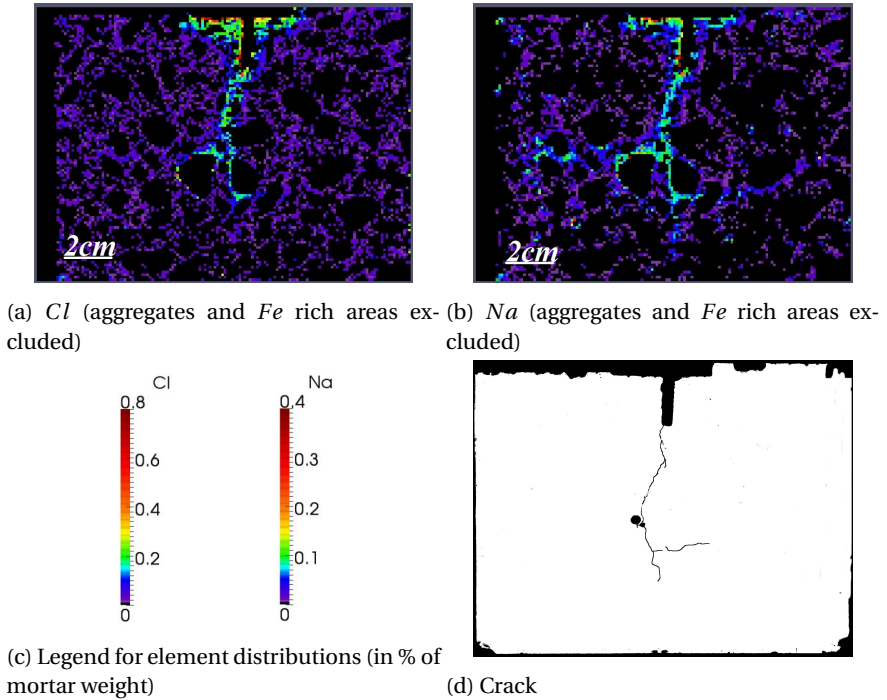 2cm
2cm
(a) Cl (aggregates and Fe rich areas ex-
cluded)
(b) Na (aggregates and Fe rich areas ex-
cluded)
Cl
0,8
0.6
0.4
0.2
0
Na
0,4
0.3
0.2
0.1
0
(c) Legend for element distributions (in % of
mortar weight)
(d) Crack